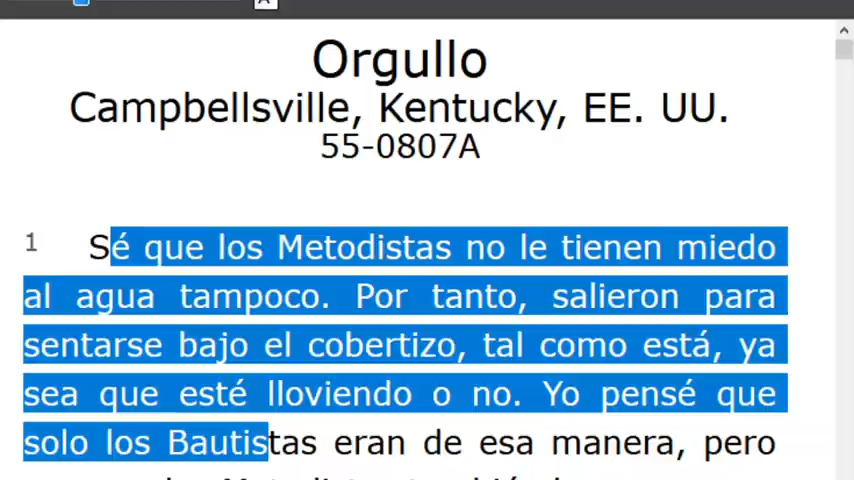 Orgullo
Campbellsville, Kentucky, EE. UU.
55-0807A
1 Sé que los Metodistas no le tienen miedo
al agua tampoco. Por tanto, salieron para
sentarse bajo el cobertizo, tal como está, ya
sea que esté lloviendo o no. Yo pensé que
solo los Bautistas eran de esa manera, pero